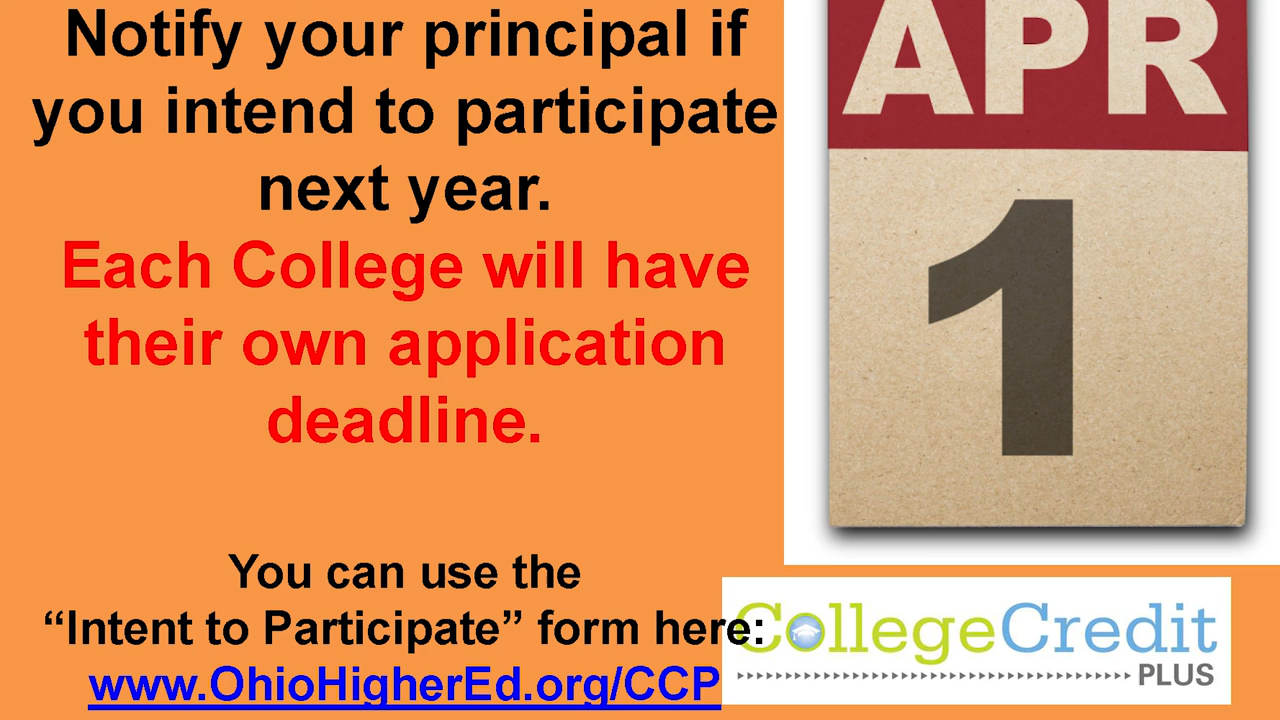 Notify your principal if
you intend to participate
next year.
Each College will have
their own application
deadline.
You can use the
“Intent to Participate” form here:
www.OhioHigherEd.org/CCP
APR
1
CollegeCredit
PLUS